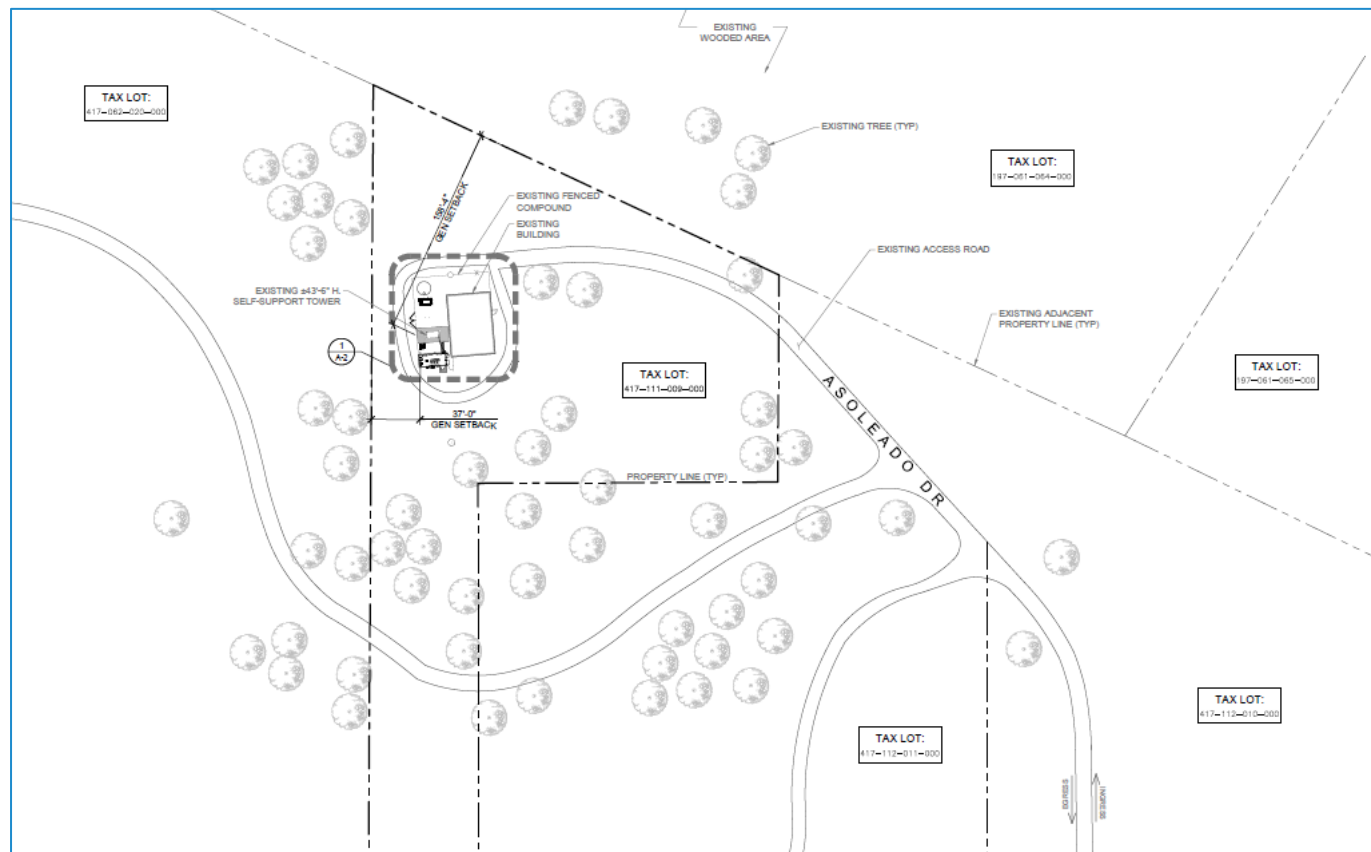 EXISTING
WOODED AREA
TAX LOT:
417-062-020-000
EXISTING TREE (TYP)
TAX LOT:
197-061-064-000
156'-4"
GEN SETBACK
EXISTING FENCED
COMPOUND
EXISTING
BUILDING
EXISTING ACCESS ROAD
EXISTING ±43'-6" H.
SELF-SUPPORT TOWER
EXISTING ADJACENT
PROPERTY LINE (TYP)
1
A-2
TAX LOT:
417-111-009-000
TAX LOT:
197-061-065-000
37'-0"
GEN SETBACK
ASOLEADO DR
PROPERTY LINE (TYP)
TAX LOT:
417-112-010-000
TAX LOT:
417-112-011-000
EGRESS
INGRESS